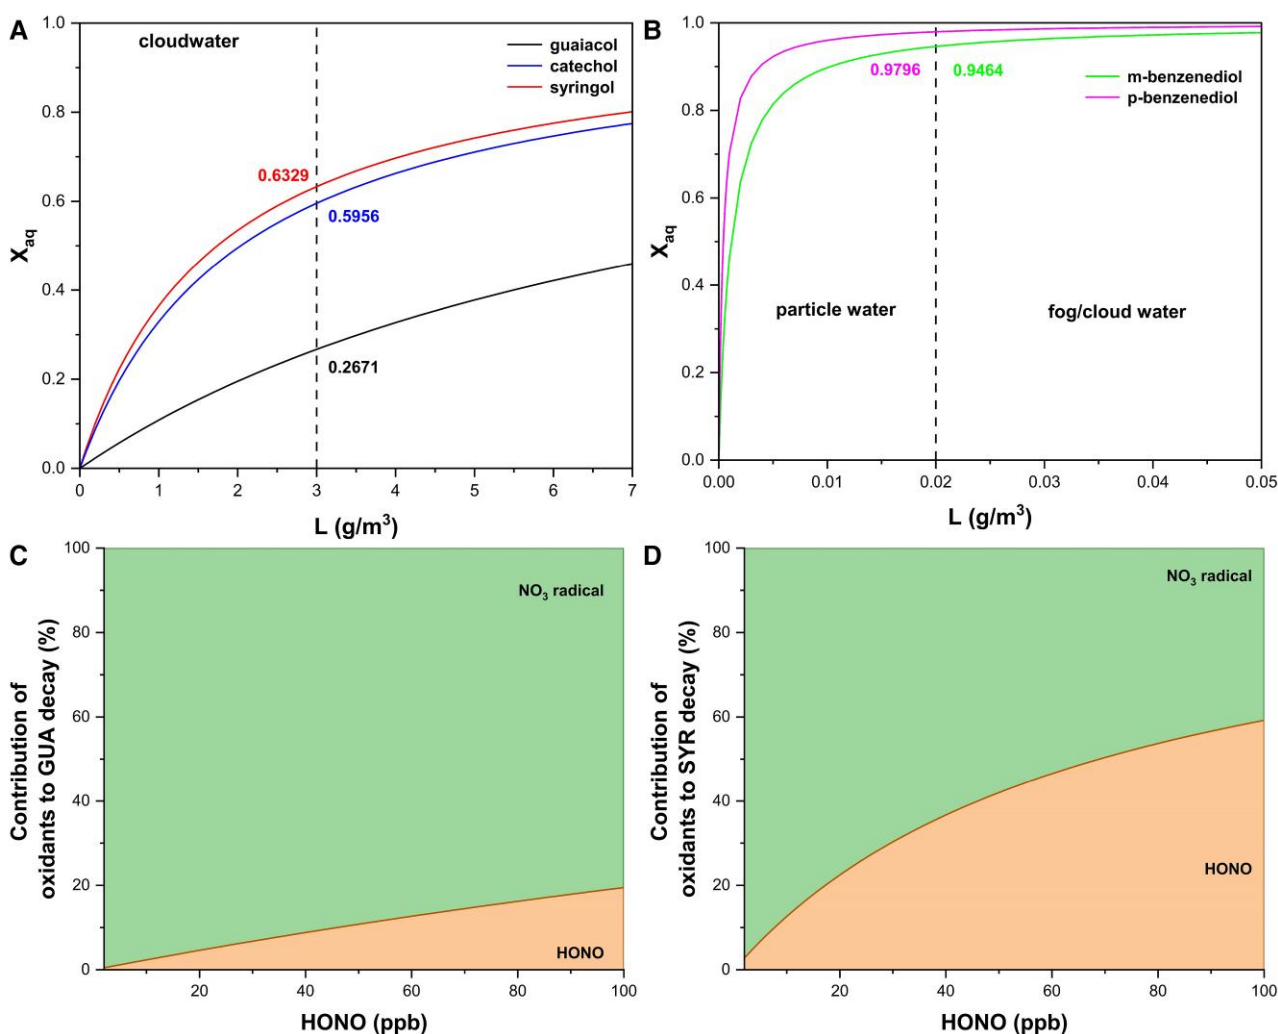 A
cloudwater
guaiacol
catechol
syringol
0.6329
0.5956
0.2671
X_aq
1.0
0.8
0.6
0.4
0.2
0.0
0 1 2 3 4 5 6 7
L (g/m³)
B
0.9796 0.9464
m-benzenediol
p-benzenediol
particle water
fog/cloud water
X_aq
1.0
0.8
0.6
0.4
0.2
0.0
0.00 0.01 0.02 0.03 0.04 0.05
L (g/m³)
C
NO₃ radical
HONO
Contribution of
oxidants to GUA decay (%)
100
80
60
40
20
0
20 40 60 80 100
HONO (ppb)
D
NO₃ radical
HONO
Contribution of
oxidants to SYR decay (%)
100
80
60
40
20
0
20 40 60 80 100
HONO (ppb)